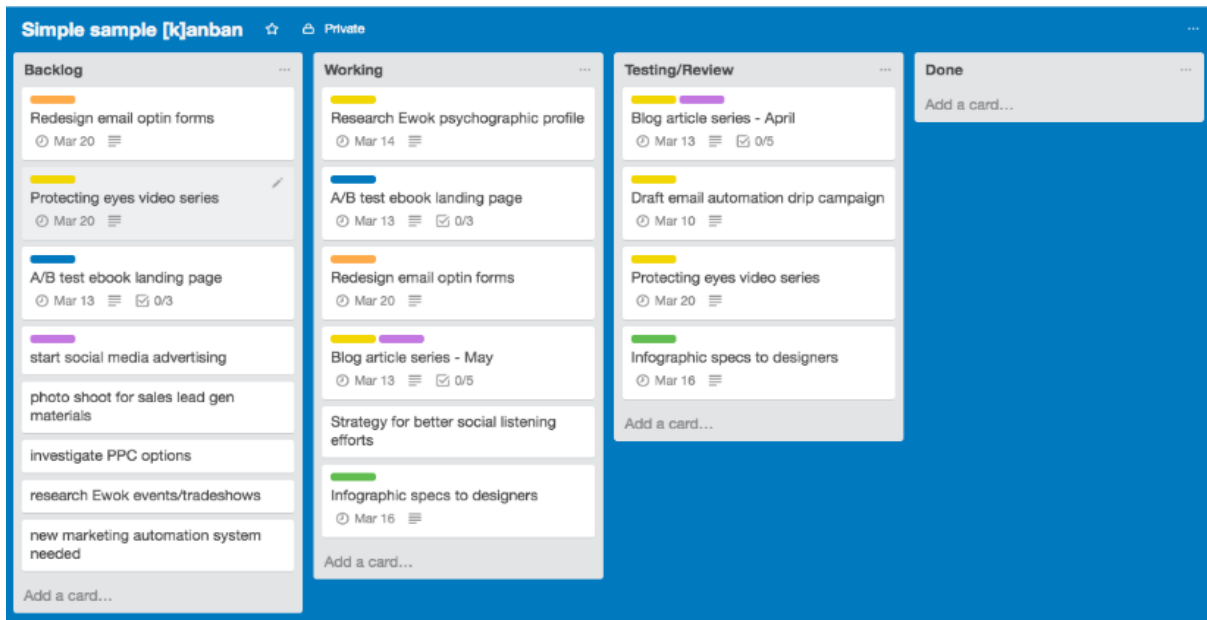 Simple sample [k]anban
Private
Backlog
Redesign email optin forms
Mar 20
Protecting eyes video series
Mar 20
A/B test ebook landing page
Mar 13 0/3
start social media advertising
photo shoot for sales lead gen
materials
investigate PPC options
research Ewok events/tradeshows
new marketing automation system
needed
Add a card...
Working
Research Ewok psychographic profile
Mar 14
A/B test ebook landing page
Mar 13 0/3
Redesign email optin forms
Mar 20
Blog article series - May
Mar 13 0/5
Strategy for better social listening
efforts
Infographic specs to designers
Mar 16
Add a card...
Testing/Review
Blog article series - April
Mar 13 0/5
Draft email automation drip campaign
Mar 10
Protecting eyes video series
Mar 20
Infographic specs to designers
Mar 16
Add a card...
Done
Add a card...